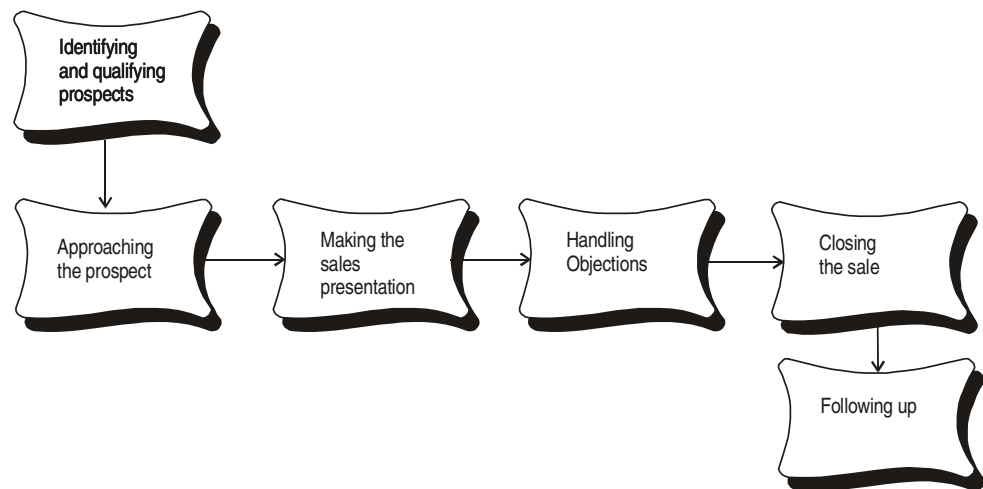 Identifying
and qualifying
prospects
Approaching
the prospect
Making the
sales
presentation
Handling
Objections
Closing
the sale
Following up